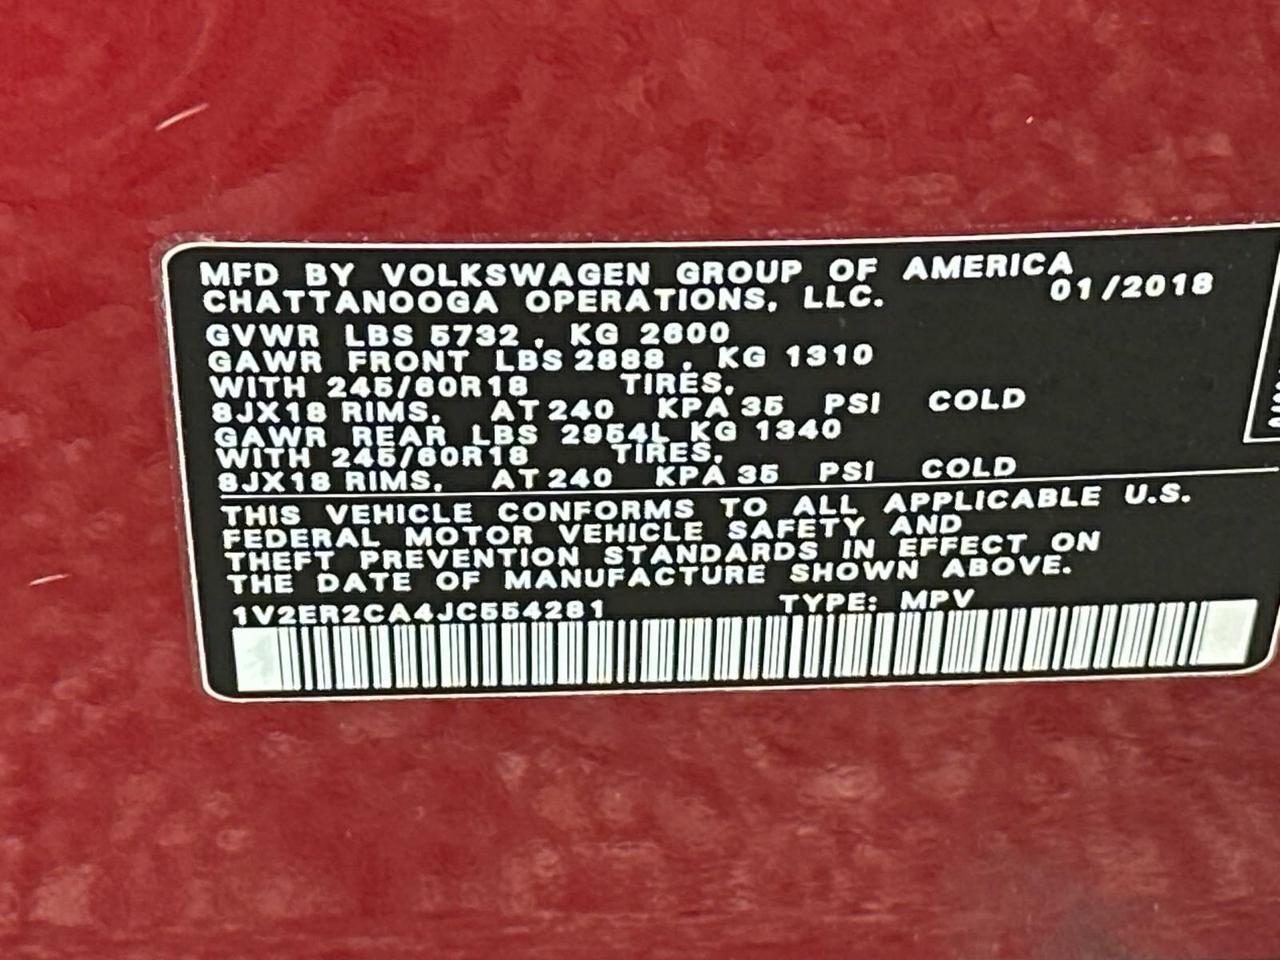 MFD BY VOLKSWAGEN GROUP OF AMERICA
CHATTANOOGA OPERATIONS, LLC. 01/2018
GVWR LBS 5732 , KG 2600
GAWR FRONT LBS 2888 , KG 1310
WITH 245/60R18 TIRES,
8JX18 RIMS, AT 240 KPA 35 PSI COLD
GAWR REAR LBS 2954L KG 1340
WITH 245/60R18 TIRES,
8JX18 RIMS, AT 240 KPA 35 PSI COLD
THIS VEHICLE CONFORMS TO ALL APPLICABLE U.S.
FEDERAL MOTOR VEHICLE SAFETY AND
THEFT PREVENTION STANDARDS IN EFFECT ON
THE DATE OF MANUFACTURE SHOWN ABOVE.
1V2ER2CA4JC554281 TYPE: MPV